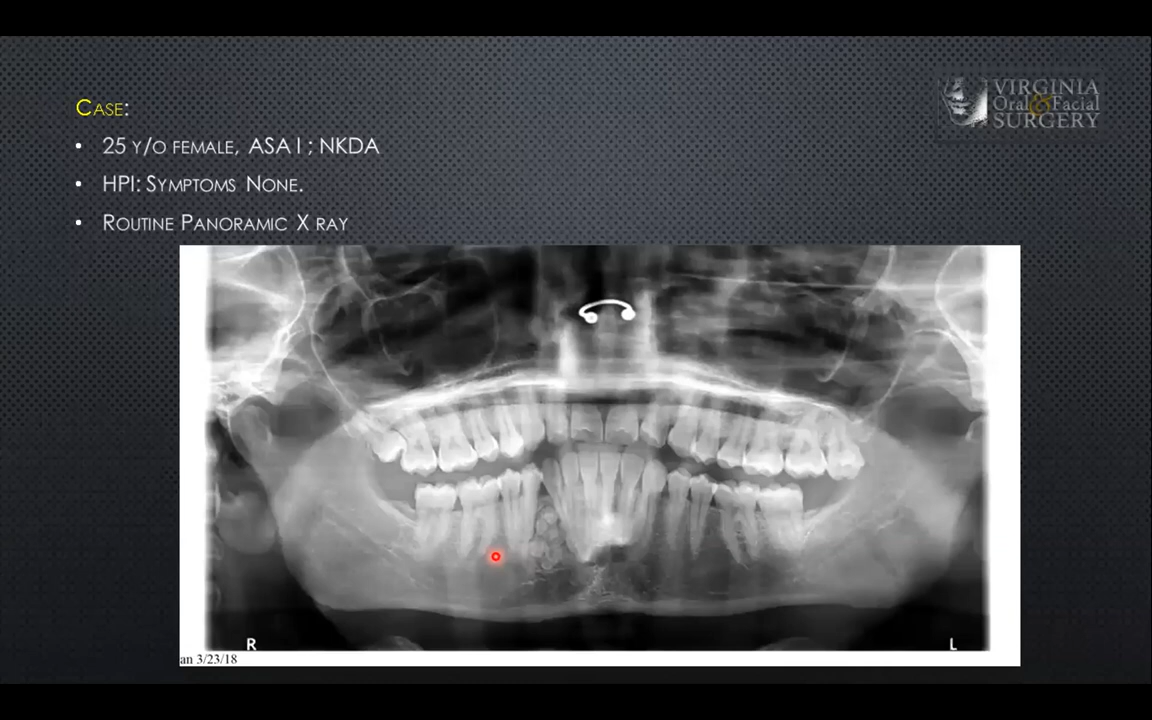 VIRGINIA
Oral & Facial
SURGERY
CASE:
• 25 Y/O FEMALE, ASA I ; NKDA
• HPI: SYMPTOMS NONE.
• ROUTINE PANORAMIC X RAY
R
L
an 3/23/18